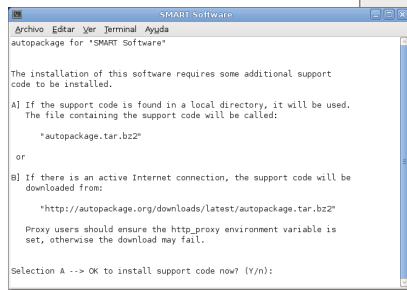 SMART Software
Archivo Editar Ver Terminal Ayuda
autopackage for "SMART Software"
The installation of this software requires some additional support
code to be installed.
A] If the support code is found in a local directory, it will be used.
The file containing the support code will be called:
"autopackage.tar.bz2"
or
B] If there is an active Internet connection, the support code will be
downloaded from:
"http://autopackage.org/downloads/latest/autopackage.tar.bz2"
Proxy users should ensure the http_proxy environment variable is
set, otherwise the download may fail.
Selection A --> OK to install support code now? (Y/n):